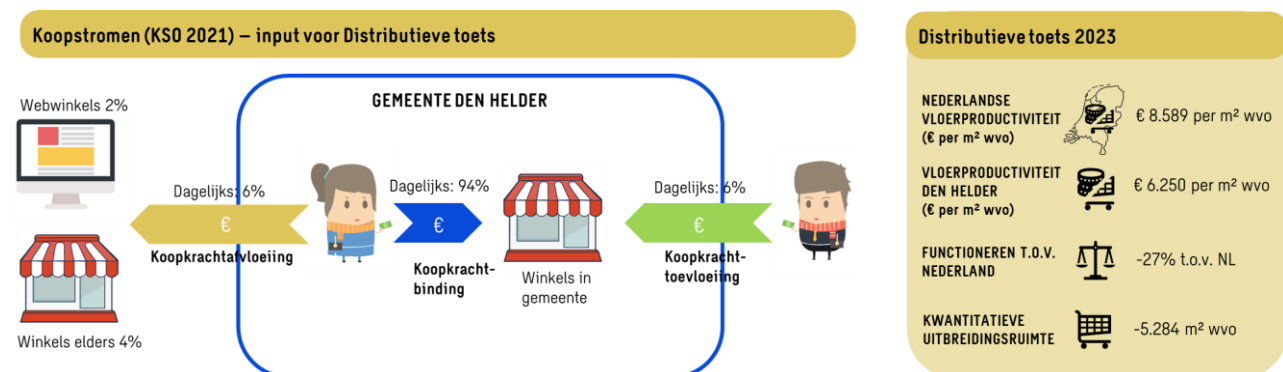 Koopstromen (KSO 2021) – input voor Distributieve toets
Webwinkels 2%
GEMEENTE DEN HELDER
Dagelijks: 6%
€
Koopkrachtafvloeiing
Dagelijks: 94%
€
Koopkracht-
binding
Winkels in
gemeente
Dagelijks: 6%
€
Koopkracht-
toevloeiing
Winkels elders 4%
Distributieve toets 2023
NEDERLANDSE
VLOERPRODUCTIVITEIT
(€ per m² wvo)
€ 8.589 per m² wvo
VLOERPRODUCTIVITEIT
DEN HELDER
(€ per m² wvo)
€ 6.250 per m² wvo
FUNCTIONEREN T.O.V.
NEDERLAND
-27% t.o.v. NL
KWANTITATIEVE
UITBREIDINGSRUIMTE
-5.284 m² wvo